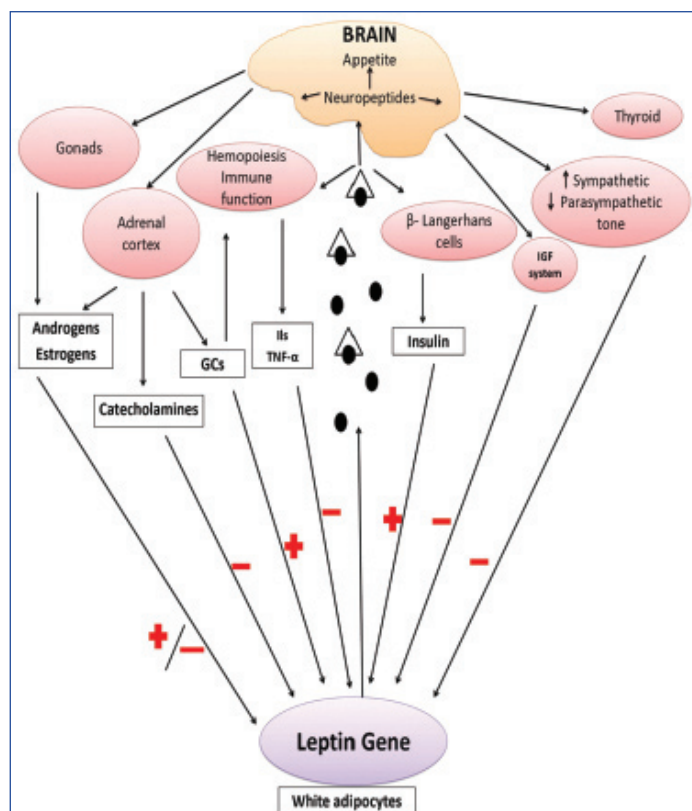 BRAIN
Appetite
Neuropeptides
Thyroid
Gonads
Hemopoiesis
Immune
function
↑ Sympathetic
↓ Parasympathetic
tone
Adrenal
cortex
β- Langerhans
cells
IGF
system
Androgens
Estrogens
GCs
Ils
TNF-α
Insulin
Catecholamines
+
−
−
+
−
−
+/−
Leptin Gene
White adipocytes